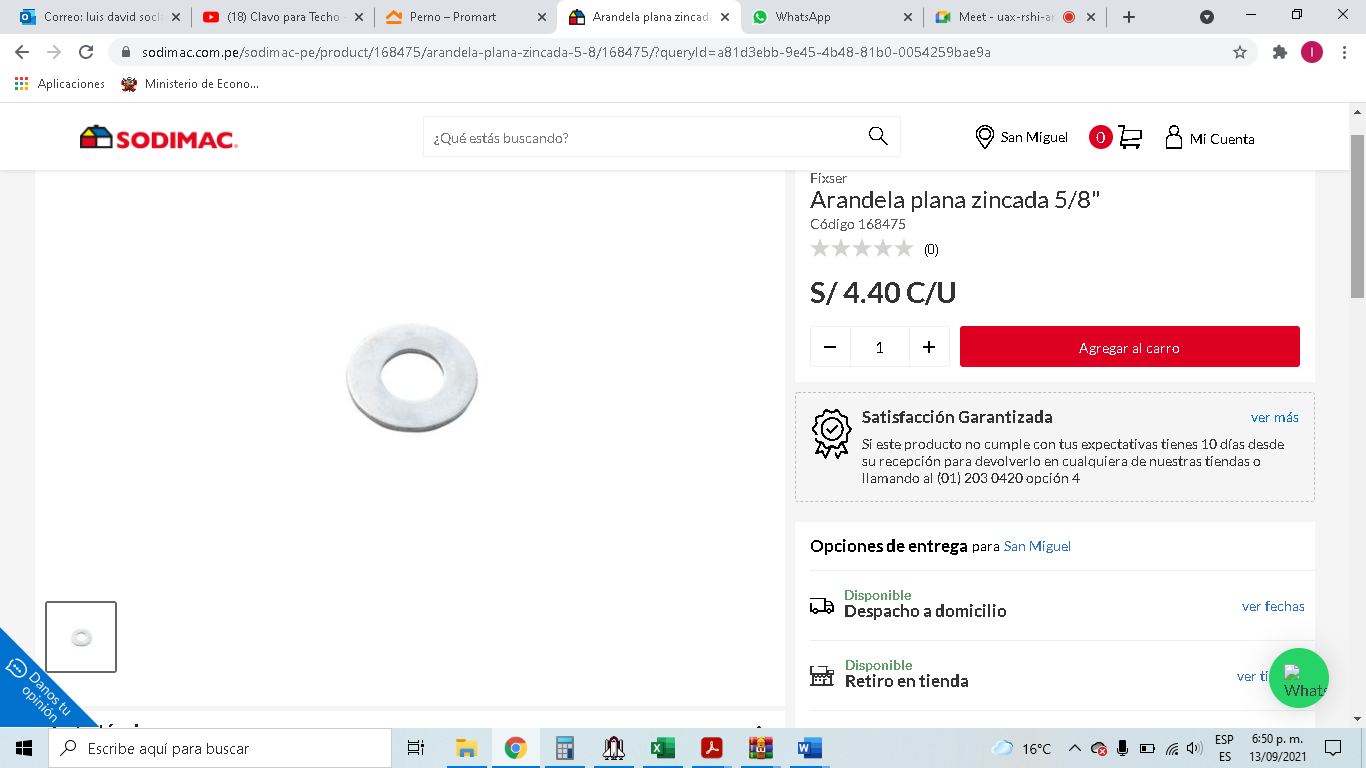 Correo: luis david socla
(18) Clavo para Techo -
Perno – Promart
Arandela plana zincada
WhatsApp
Meet - uax-rshi-ar
sodimac.com.pe/sodimac-pe/product/168475/arandela-plana-zincada-5-8/168475/?queryId=a81d3ebb-9e45-4b48-81b0-0054259bae9a
I
Aplicaciones
Ministerio de Econo...
SODIMAC
¿Qué estás buscando?
San Miguel
0
Mi Cuenta
Fixser
Arandela plana zincada 5/8"
Código 168475
(0)
S/ 4.40 C/U
− 1 +
Agregar al carro
Satisfacción Garantizada
ver más
Si este producto no cumple con tus expectativas tienes 10 días desde
su recepción para devolverlo en cualquiera de nuestras tiendas o
llamando al (01) 203 0420 opción 4
Opciones de entrega para San Miguel
Disponible
Despacho a domicilio
ver fechas
Disponible
Retiro en tienda
ver
Whats
Danos tu
opinión
Escribe aquí para buscar
16°C
ESP
ES
6:50 p. m.
13/09/2021